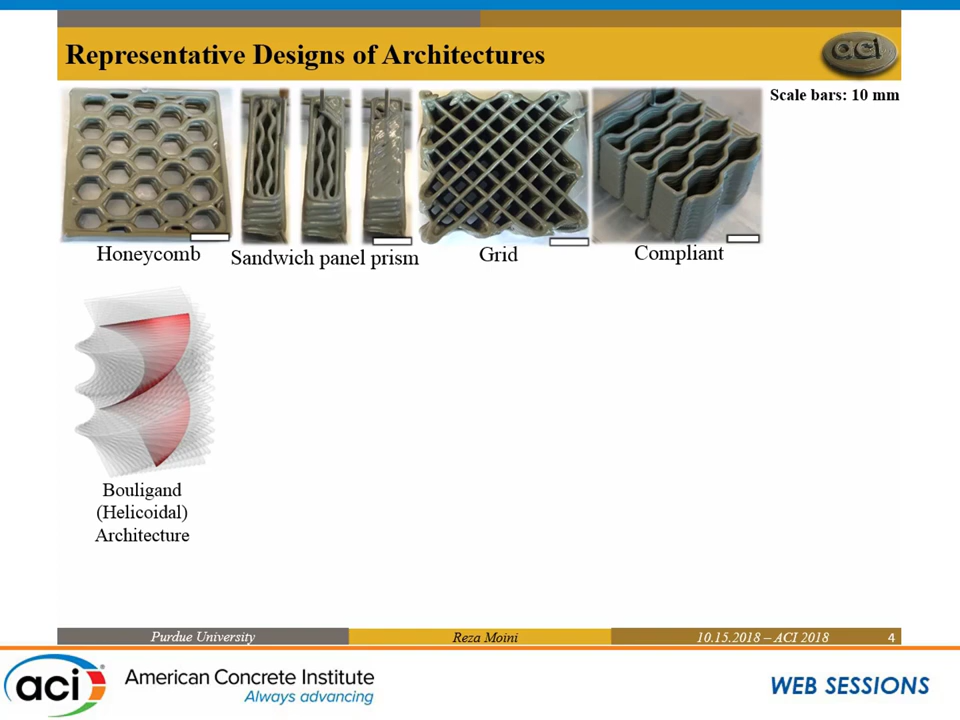 Representative Designs of Architectures
aci
Scale bars: 10 mm
Honeycomb
Sandwich panel prism
Grid
Compliant
Bouligand
(Helicoidal)
Architecture
Purdue University
Reza Moini
10.15.2018 – ACI 2018
4
aci
American Concrete Institute
Always advancing
WEB SESSIONS